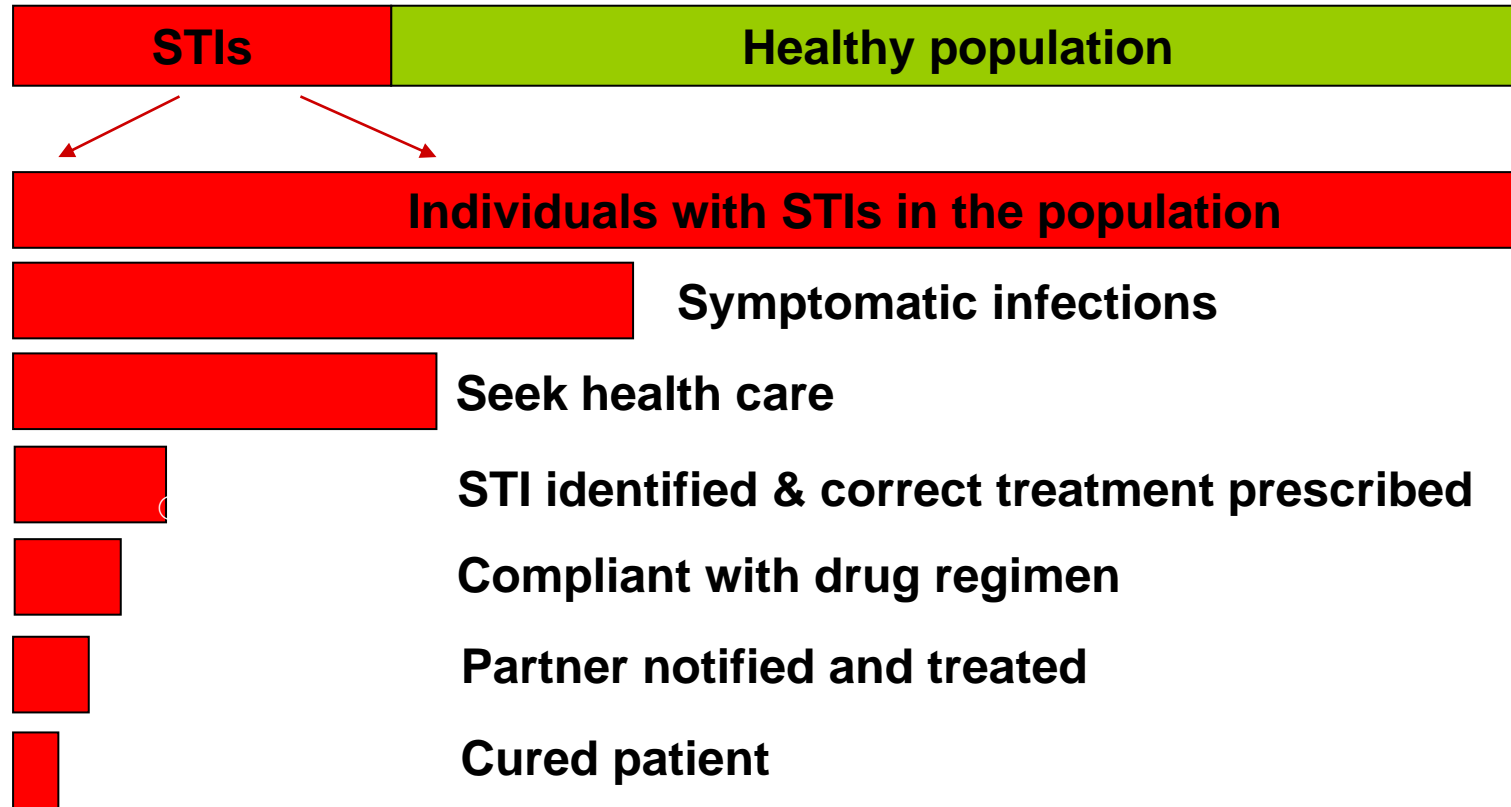 STIs
Healthy population
Individuals with STIs in the population
Symptomatic infections
Seek health care
STI identified & correct treatment prescribed
Compliant with drug regimen
Partner notified and treated
Cured patient